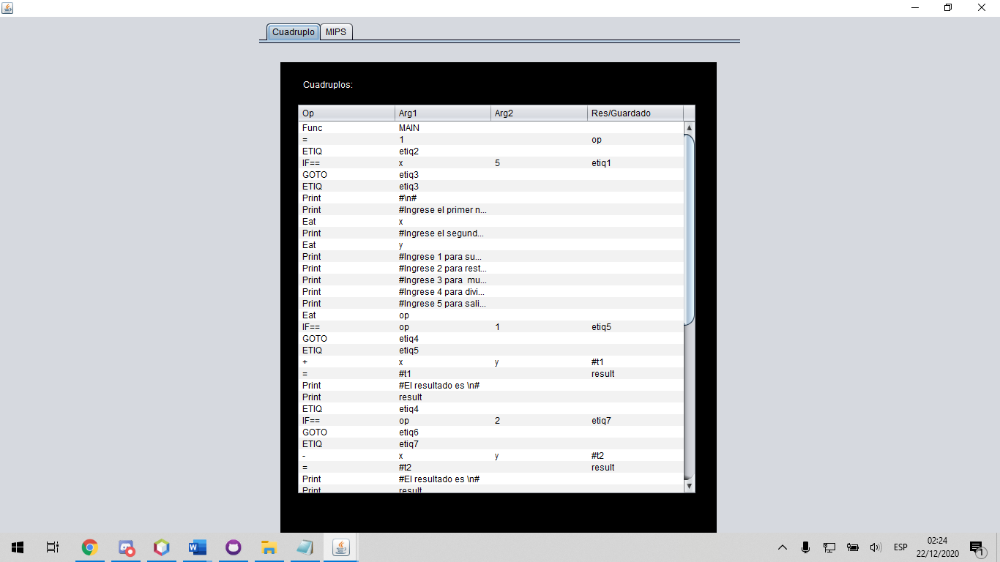 Cuadruplo MIPS
Cuadruplos:
Op Arg1 Arg2 Res/Guardado
Func MAIN
= 1 op
ETIQ etiq2
IF== x 5 etiq1
GOTO etiq3
ETIQ etiq3
Print #\n#
Print #Ingrese el primer n...
Eat x
Print #Ingrese el segund...
Eat y
Print #Ingrese 1 para su...
Print #Ingrese 2 para rest...
Print #Ingrese 3 para  mu...
Print #Ingrese 4 para divi...
Print #Ingrese 5 para sali...
Eat op
IF== op 1 etiq5
GOTO etiq4
ETIQ etiq5
+ x y #t1
= #t1 result
Print #El resultado es \n#
Print result
ETIQ etiq4
IF== op 2 etiq7
GOTO etiq6
ETIQ etiq7
- x y #t2
= #t2 result
Print #El resultado es \n#
Print result
ESP 02:24
22/12/2020
1